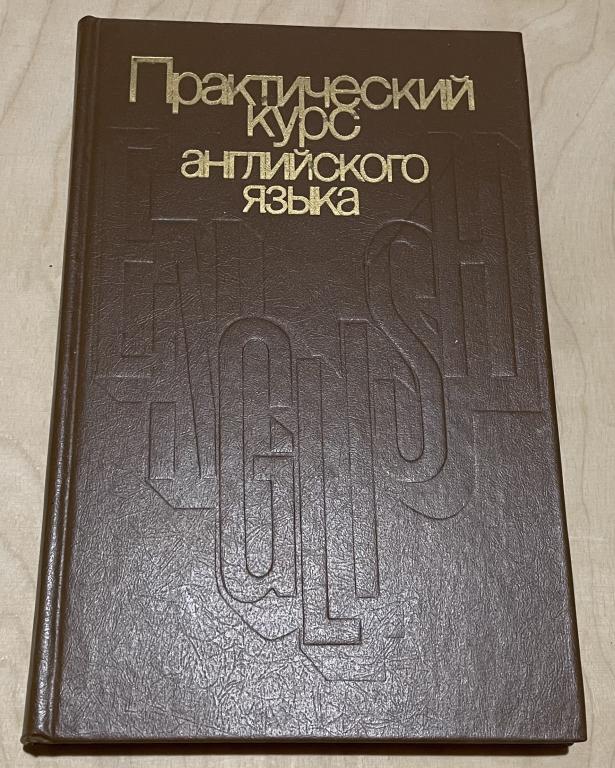 Практический
курс
английского
языка
ENGLISH